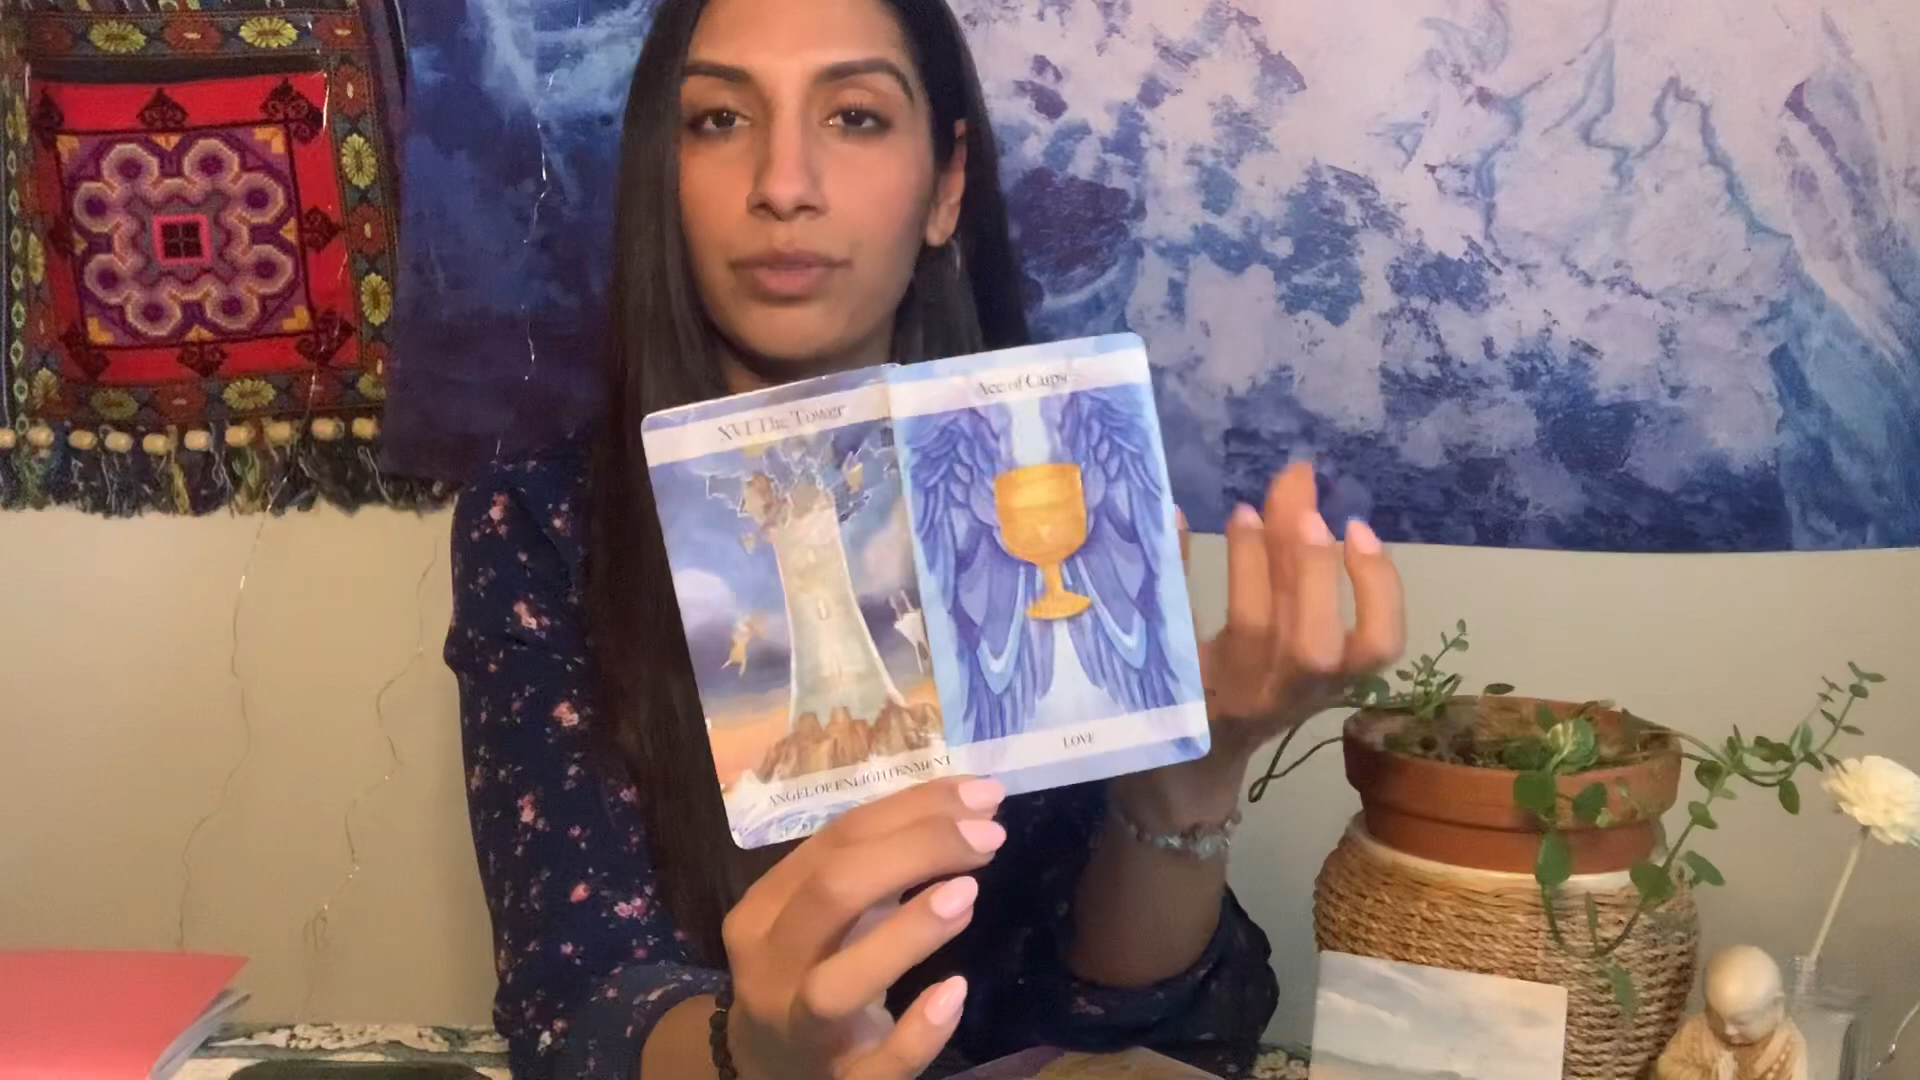 XVI The Tower
ANGEL OF ENLIGHTENMENT
Ace of Cups
LOVE